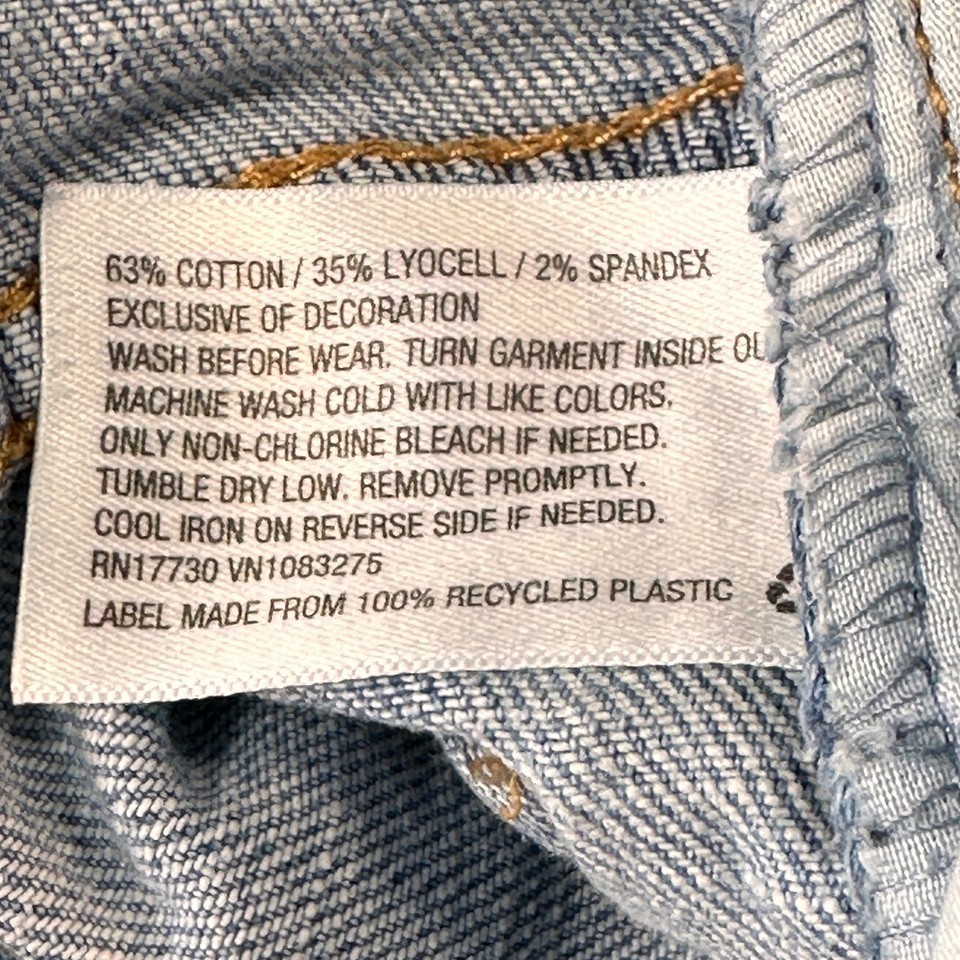 63% COTTON / 35% LYOCELL / 2% SPANDEX
EXCLUSIVE OF DECORATION
WASH BEFORE WEAR. TURN GARMENT INSIDE
MACHINE WASH COLD WITH LIKE COLORS.
ONLY NON-CHLORINE BLEACH IF NEEDED.
TUMBLE DRY LOW. REMOVE PROMPTLY.
COOL IRON ON REVERSE SIDE IF NEEDED.
RN17730 VN1083275
LABEL MADE FROM 100% RECYCLED PLASTIC